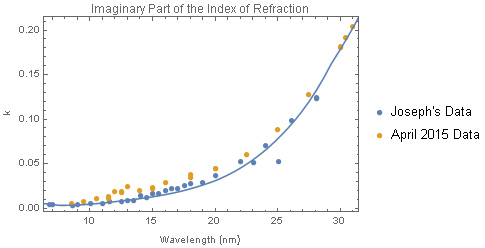 Imaginary Part of the Index of Refraction
0.20
0.15
k
0.10
0.05
0.00
10 15 20 25 30
Wavelength (nm)
Joseph's Data
April 2015 Data